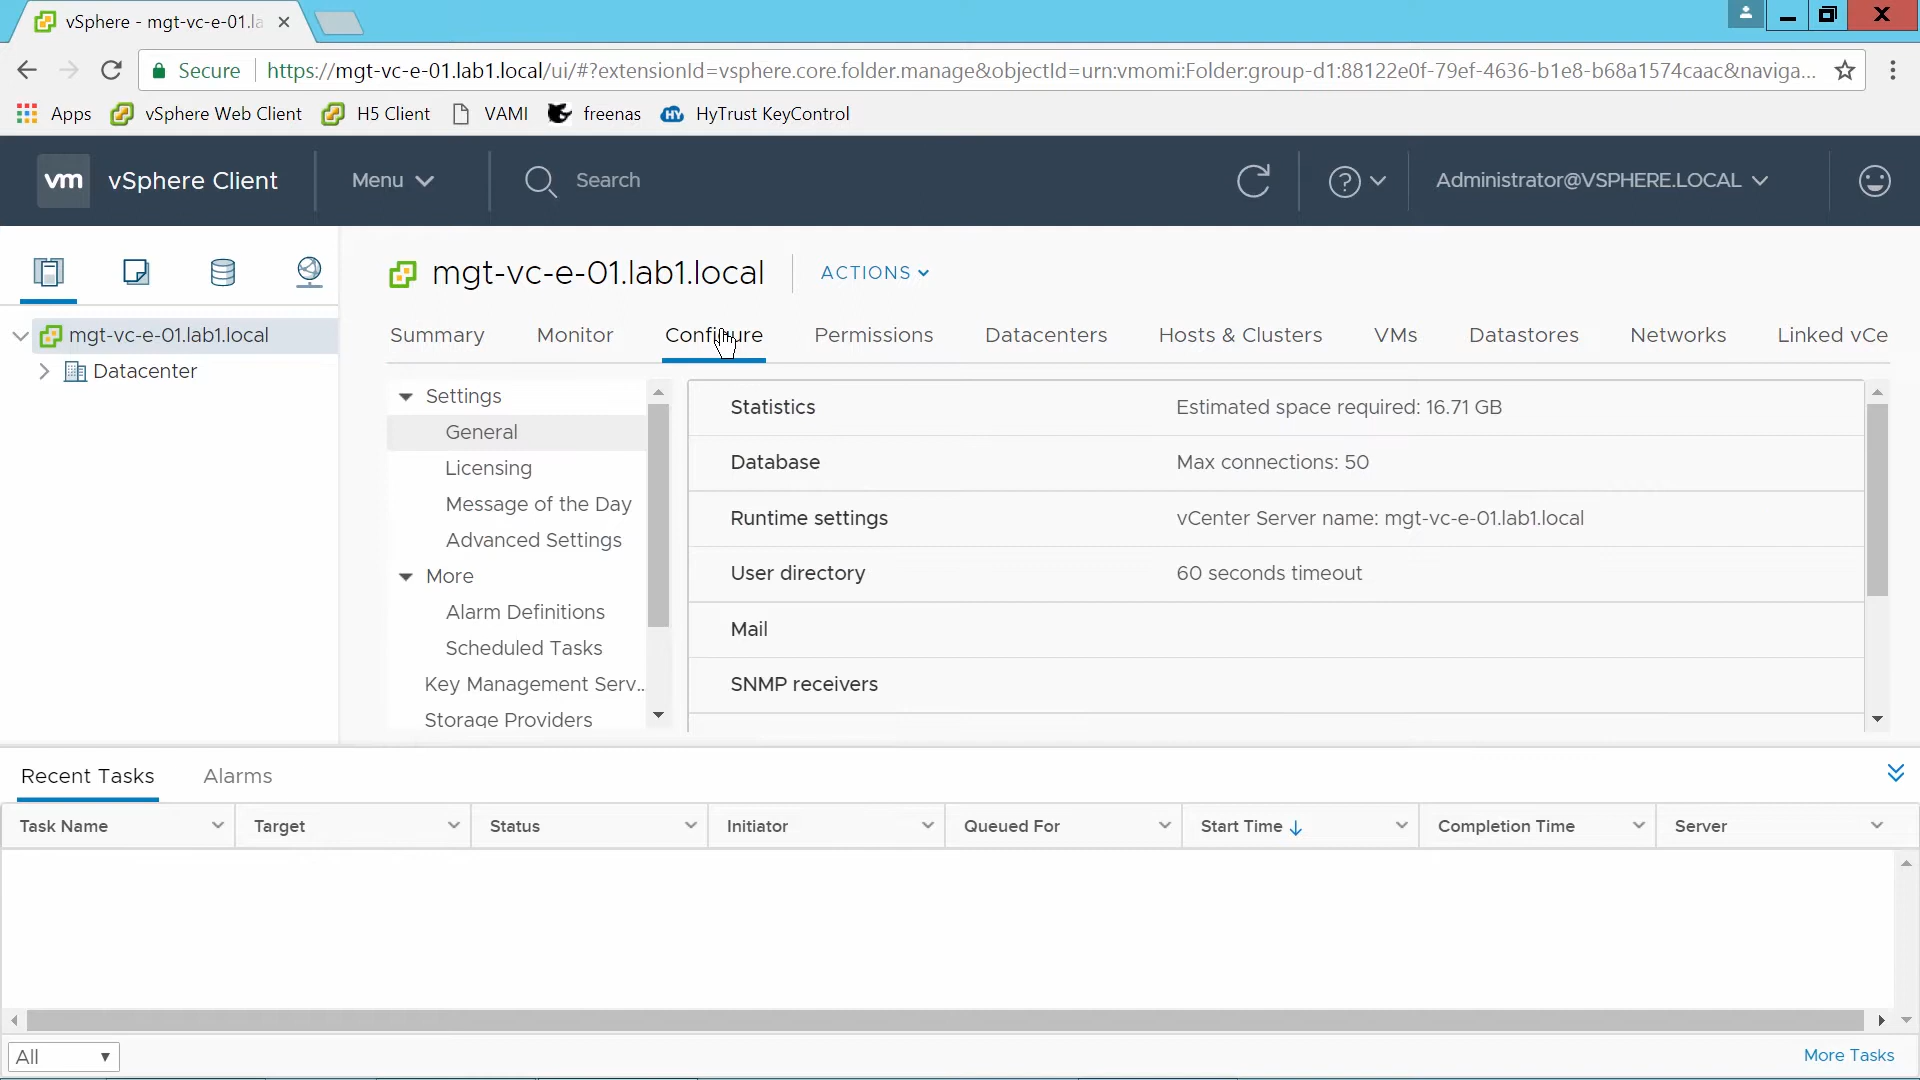 vSphere - mgt-vc-e-01.la
Secure https://mgt-vc-e-01.lab1.local/ui/#?extensionId=vsphere.core.folder.manage&objectId=urn:vmomi:Folder:group-d1:88122e0f-79ef-4636-b1e8-b68a1574caac&naviga...
Apps vSphere Web Client H5 Client VAMI freenas HY HyTrust KeyControl
vm vSphere Client Menu Search Administrator@VSPHERE.LOCAL
mgt-vc-e-01.lab1.local ACTIONS
Summary Monitor Configure Permissions Datacenters Hosts & Clusters VMs Datastores Networks Linked vCe
mgt-vc-e-01.lab1.local
Datacenter
Settings
General
Licensing
Message of the Day
Advanced Settings
More
Alarm Definitions
Scheduled Tasks
Key Management Serv...
Storage Providers
Statistics Estimated space required: 16.71 GB
Database Max connections: 50
Runtime settings vCenter Server name: mgt-vc-e-01.lab1.local
User directory 60 seconds timeout
Mail
SNMP receivers
Recent Tasks Alarms
Task Name Target Status Initiator Queued For Start Time Completion Time Server
All More Tasks